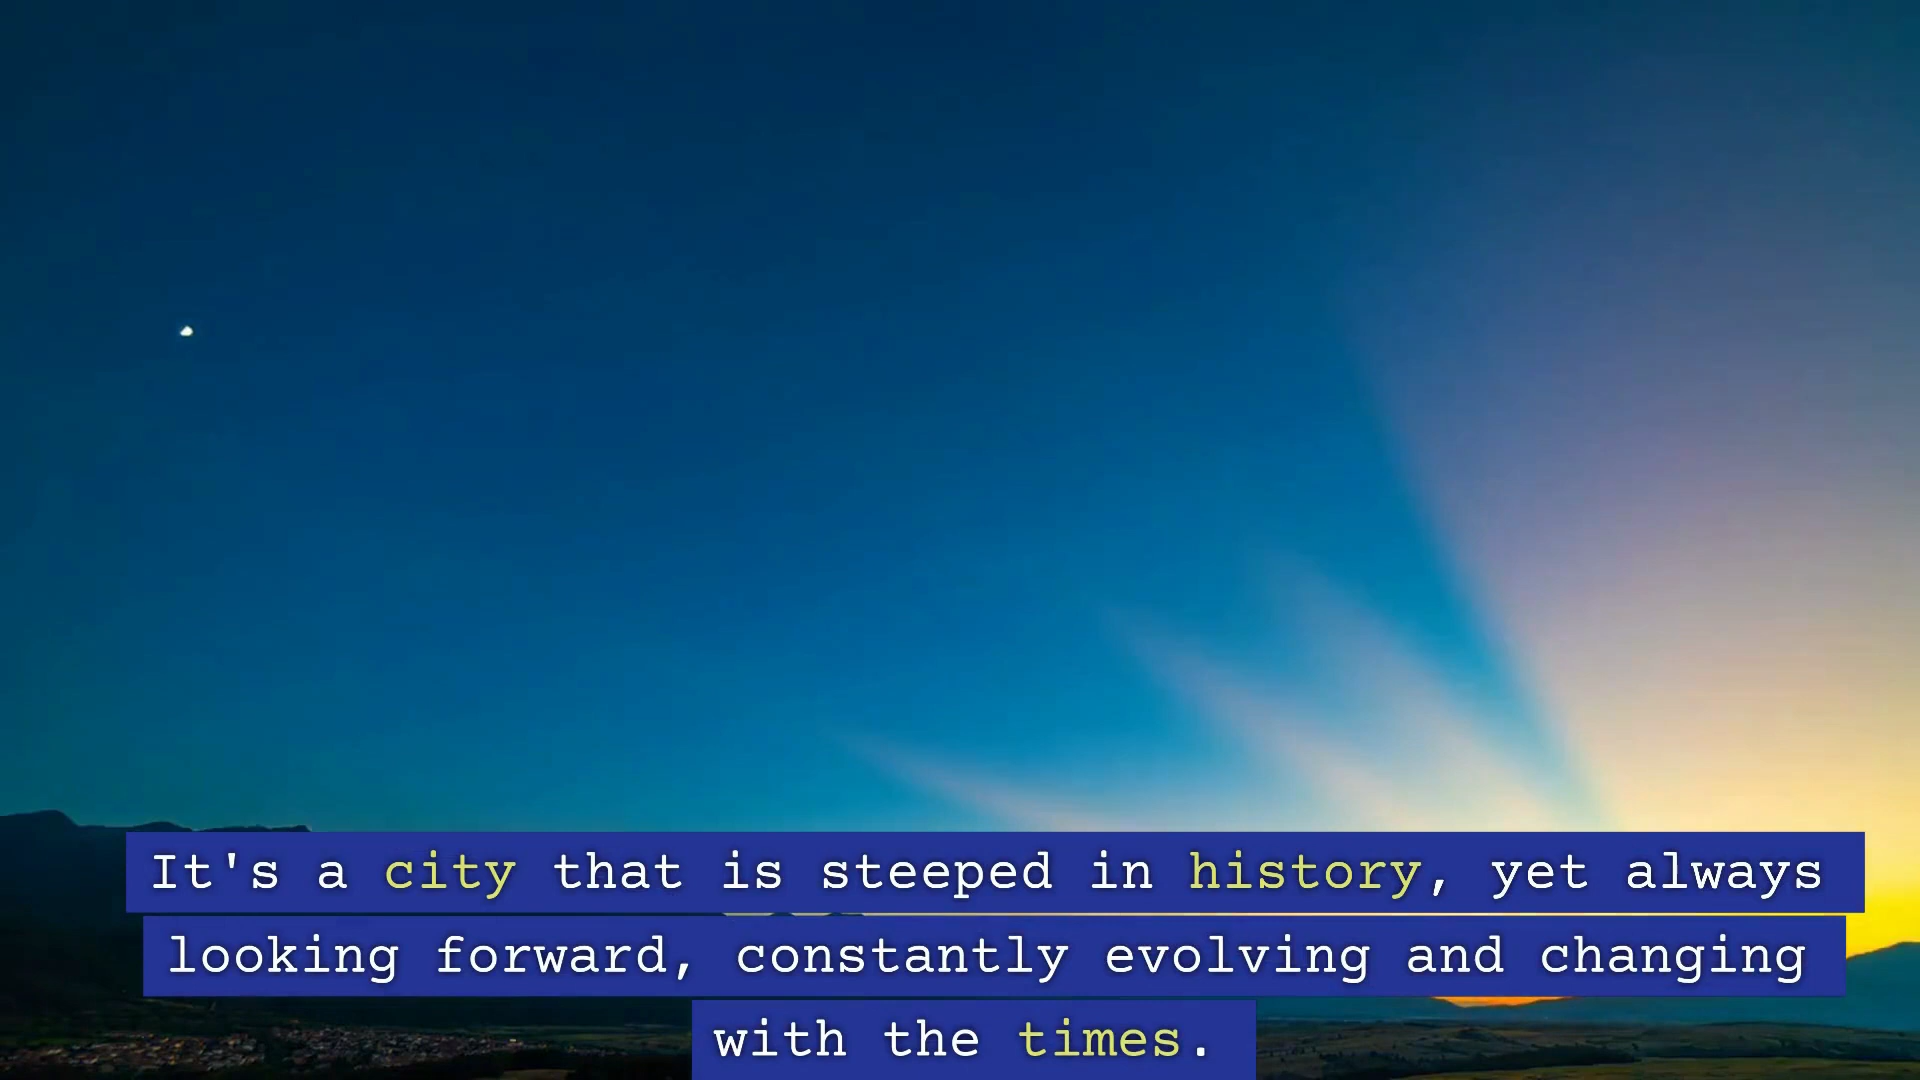 It's a city that is steeped in history, yet always
looking forward, constantly evolving and changing
with the times.